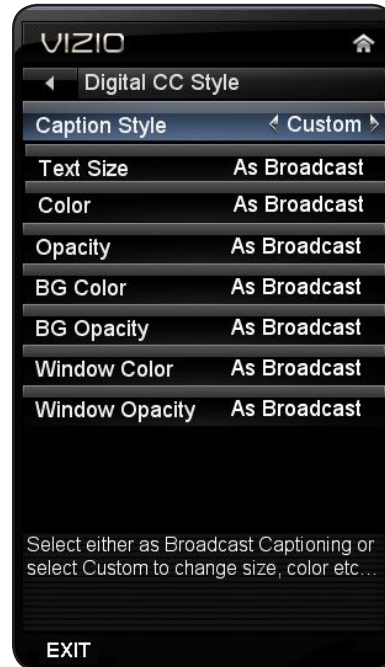 VIZIO
Digital CC Style
Caption Style Custom
Text Size As Broadcast
Color As Broadcast
Opacity As Broadcast
BG Color As Broadcast
BG Opacity As Broadcast
Window Color As Broadcast
Window Opacity As Broadcast
Select either as Broadcast Captioning or
select Custom to change size, color etc...
EXIT